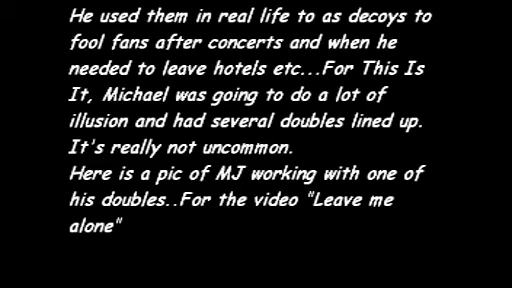 He used them in real life to as decoys to
fool fans after concerts and when he
needed to leave hotels etc...For This Is
It, Michael was going to do a lot of
illusion and had several doubles lined up.
It's really not uncommon.
Here is a pic of MJ working with one of
his doubles..For the video "Leave me
alone"